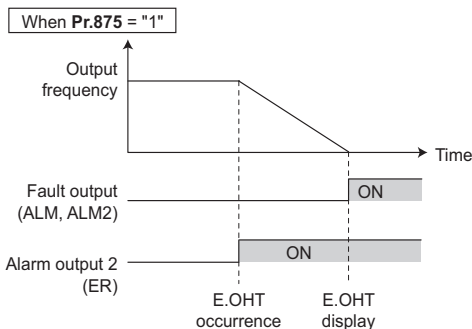 When Pr.875 = "1"
Output
frequency
Time
Fault output
(ALM, ALM2)
ON
Alarm output 2
(ER)
ON
E.OHT
occurrence
E.OHT
display